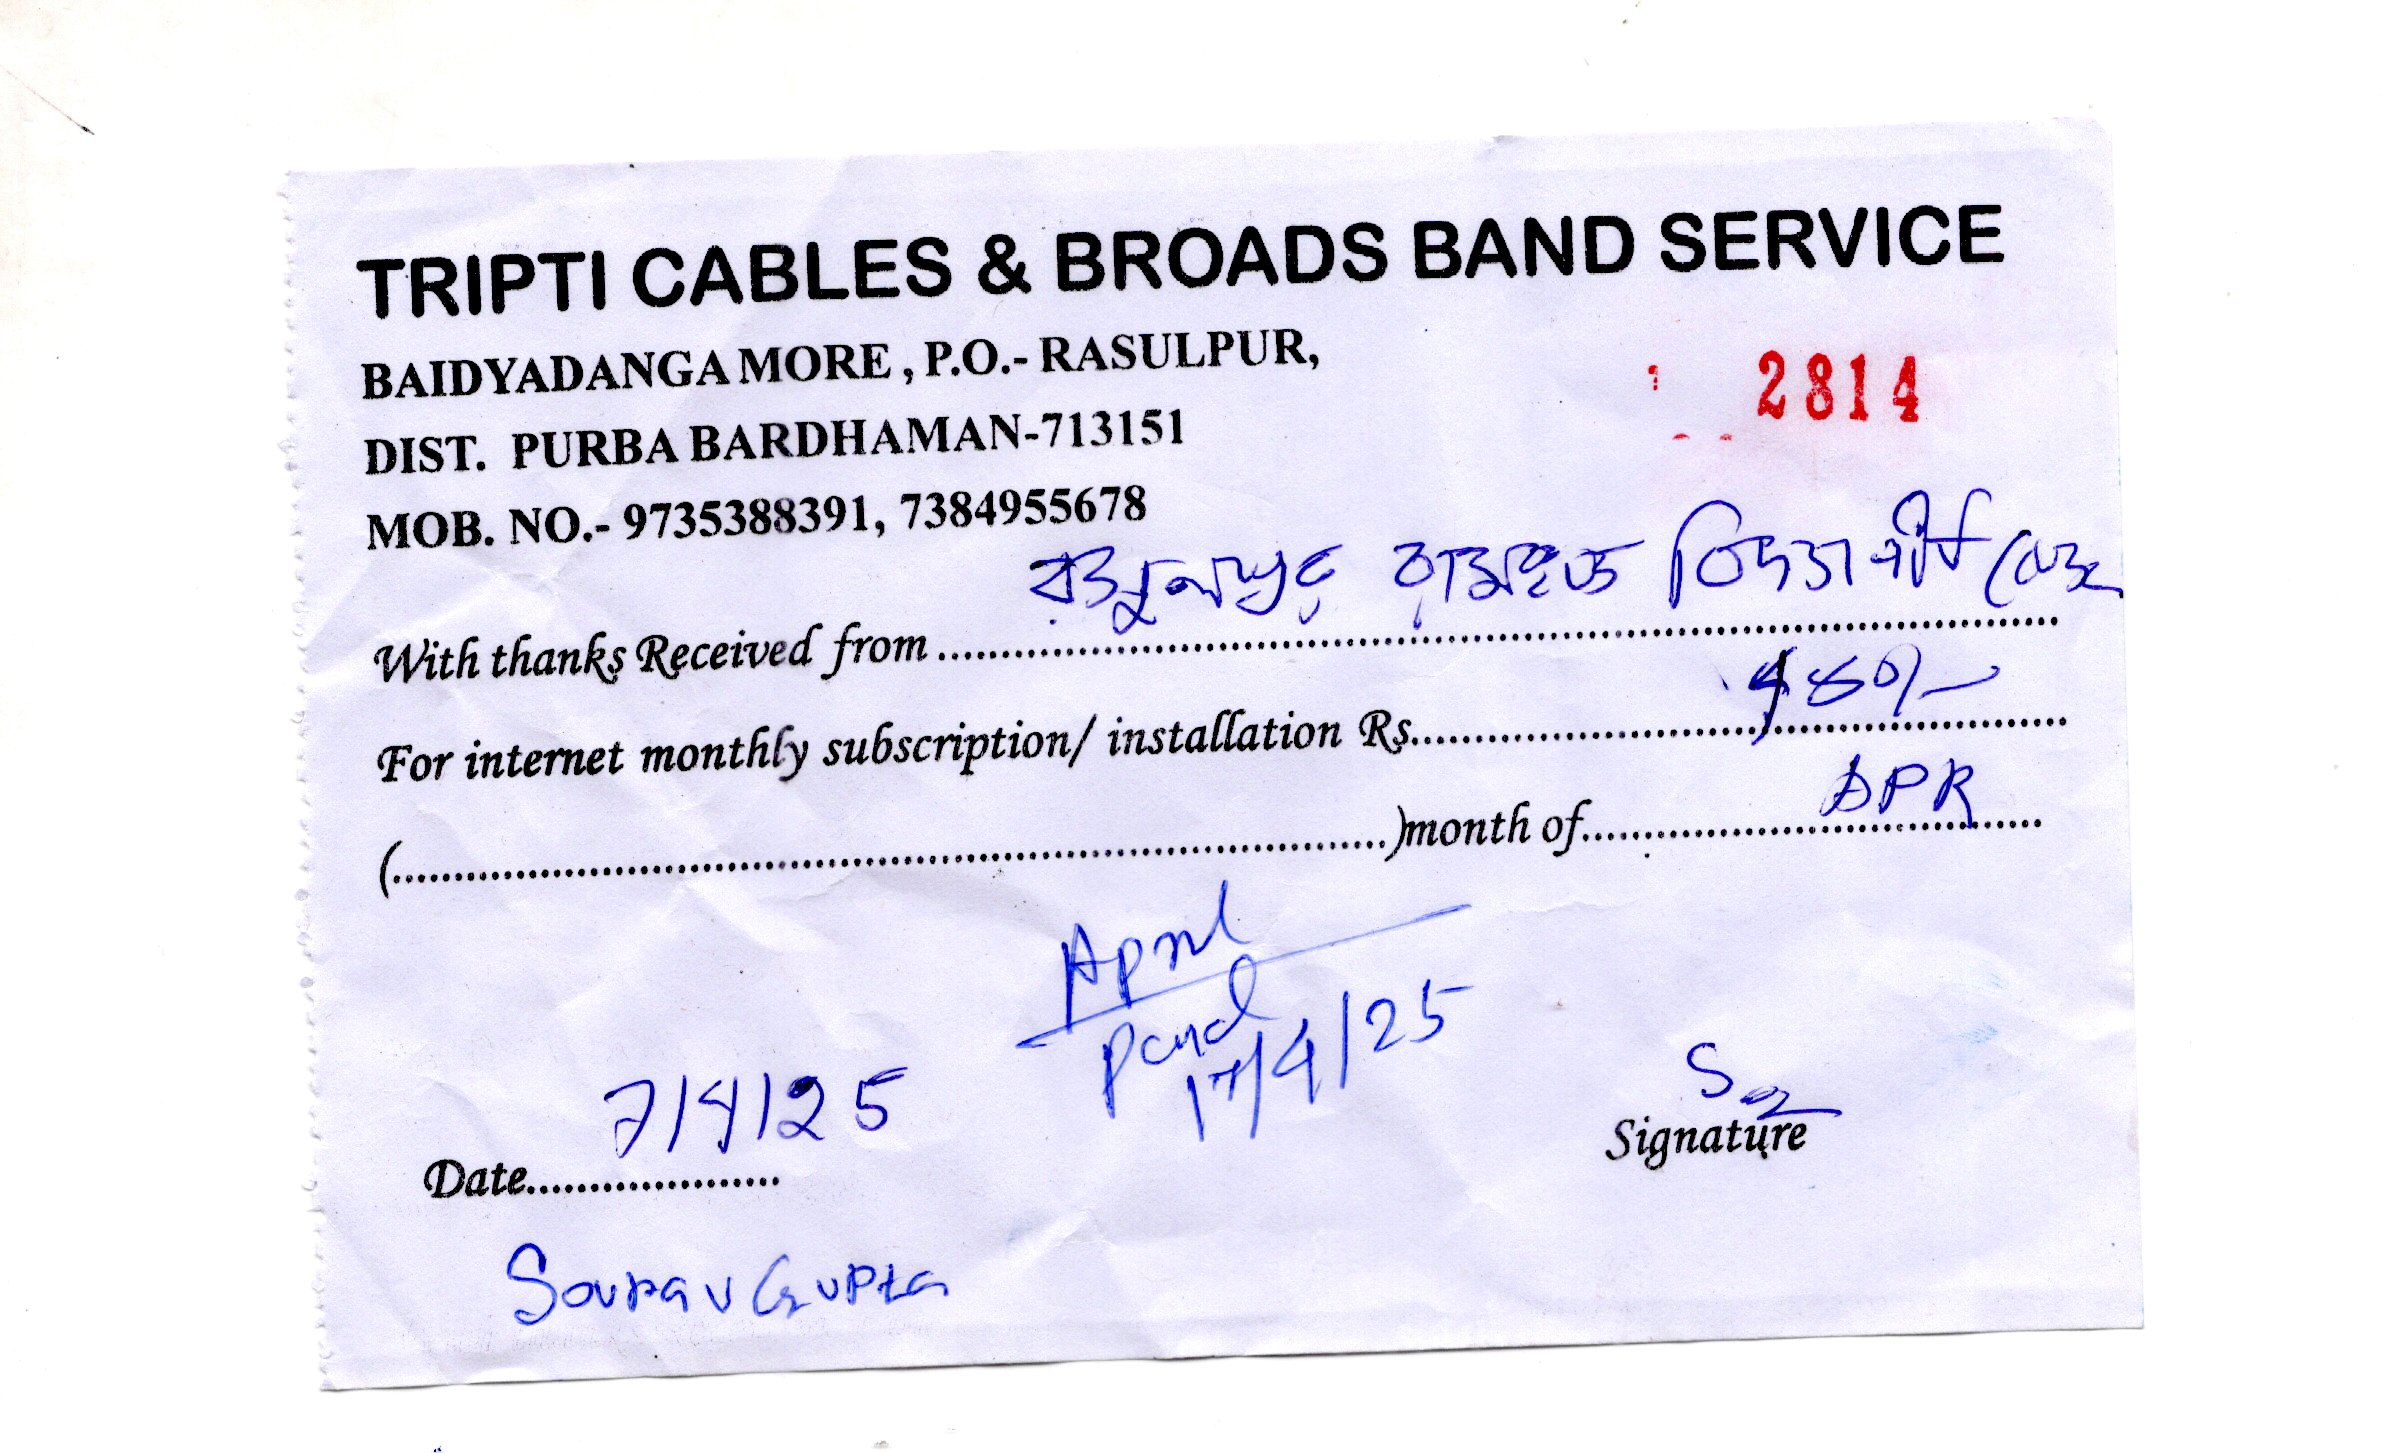 TRIPTI CABLES & BROADS BAND SERVICE
BAIDYADANGA MORE , P.O.- RASULPUR,
2814
DIST. PURBA BARDHAMAN-713151
MOB. NO.- 9735388391, 7384955678
With thanks Received from রসুলপুর
For internet monthly subscription/ installation Rs.
( )month of APR
April
paid
17/4/25
Date 7/4/25
Signature
Sourav Gupta